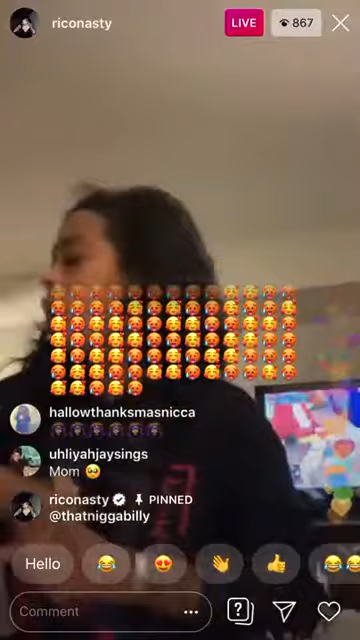 riconasty
LIVE
867
hallowthanksmasnicca
uhliyahjaysings
Mom 🥺
riconasty PINNED
@thatniggabilly
Hello
Comment